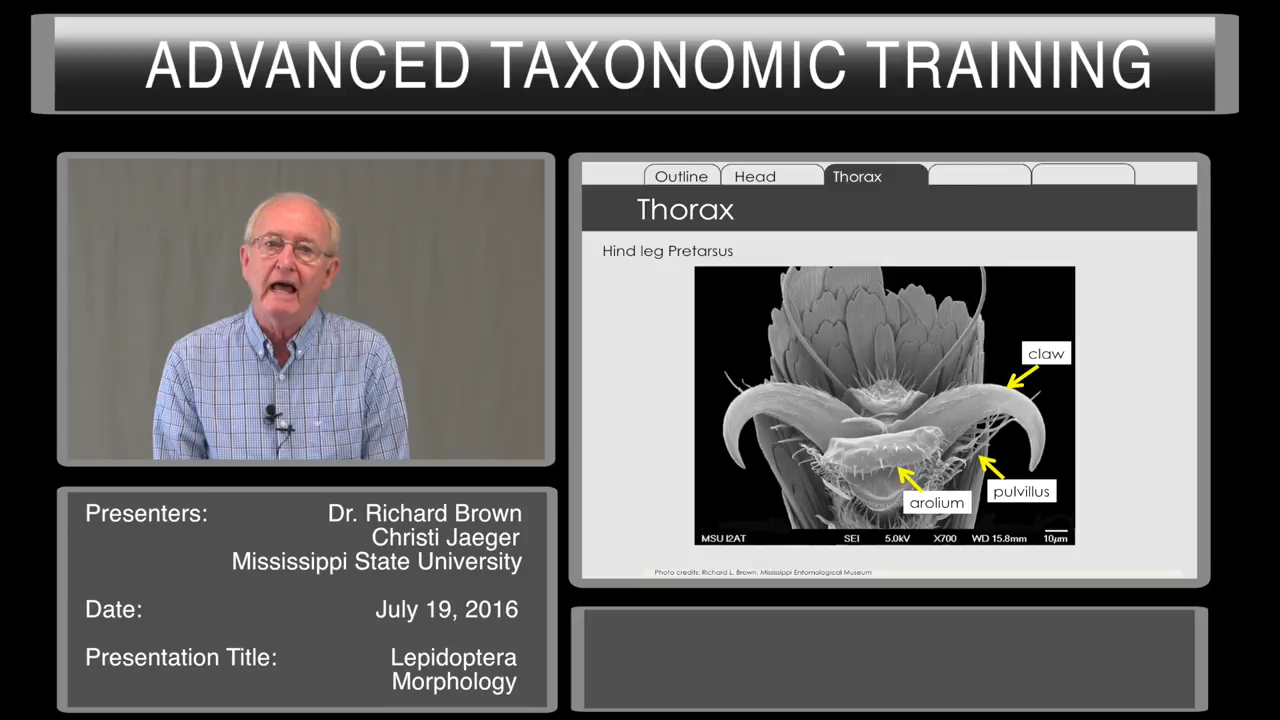 ADVANCED TAXONOMIC TRAINING
Outline
Head
Thorax
Thorax
Hind leg Pretarsus
claw
pulvillus
arolium
MSU I2AT SEI 5.0kV X700 WD 15.8mm 10µm
Photo credits: Richard L. Brown, Mississippi Entomological Museum
Presenters: Dr. Richard Brown
Christi Jaeger
Mississippi State University
Date: July 19, 2016
Presentation Title: Lepidoptera
Morphology